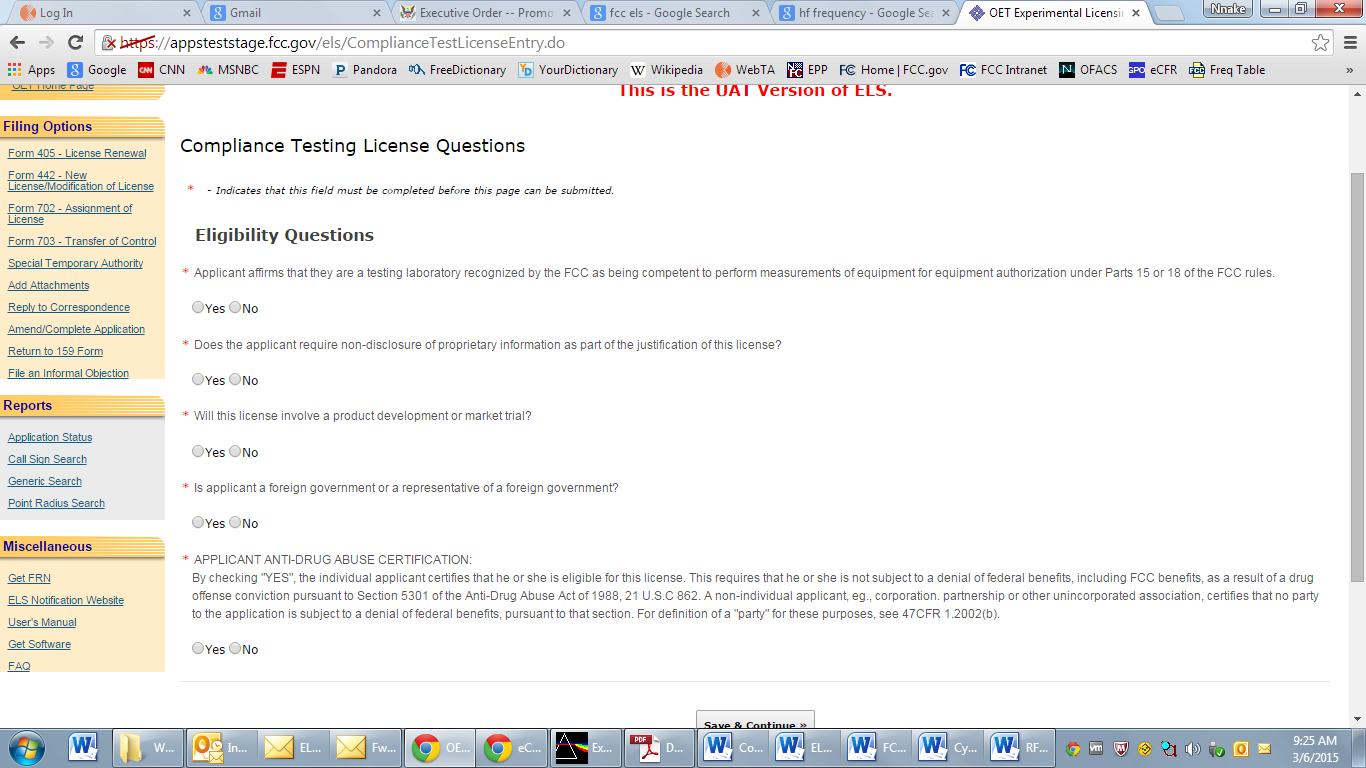 Log In
Gmail
Executive Order -- Promo
fcc els - Google Search
hf frequency - Google Sea
OET Experimental Licensin
Nnake
https://appsteststage.fcc.gov/els/ComplianceTestLicenseEntry.do
Apps Google CNN MSNBC ESPN Pandora FreeDictionary YourDictionary Wikipedia WebTA EPP Home | FCC.gov FCC Intranet OFACS eCFR Freq Table »
OET Home Page
This is the UAT Version of ELS.
Filing Options
Form 405 - License Renewal
Form 442 - New
License/Modification of License
Form 702 - Assignment of
License
Form 703 - Transfer of Control
Special Temporary Authority
Add Attachments
Reply to Correspondence
Amend/Complete Application
Return to 159 Form
File an Informal Objection
Reports
Application Status
Call Sign Search
Generic Search
Point Radius Search
Miscellaneous
Get FRN
ELS Notification Website
User's Manual
Get Software
FAQ
Compliance Testing License Questions
* - Indicates that this field must be completed before this page can be submitted.
Eligibility Questions
* Applicant affirms that they are a testing laboratory recognized by the FCC as being competent to perform measurements of equipment for equipment authorization under Parts 15 or 18 of the FCC rules.
Yes No
* Does the applicant require non-disclosure of proprietary information as part of the justification of this license?
Yes No
* Will this license involve a product development or market trial?
Yes No
* Is applicant a foreign government or a representative of a foreign government?
Yes No
* APPLICANT ANTI-DRUG ABUSE CERTIFICATION:
By checking "YES", the individual applicant certifies that he or she is eligible for this license. This requires that he or she is not subject to a denial of federal benefits, including FCC benefits, as a result of a drug
offense conviction pursuant to Section 5301 of the Anti-Drug Abuse Act of 1988, 21 U.S.C 862. A non-individual applicant, eg., corporation. partnership or other unincorporated association, certifies that no party
to the application is subject to a denial of federal benefits, pursuant to that section. For definition of a "party" for these purposes, see 47CFR 1.2002(b).
Yes No
Save & Continue »
W... In... EL... Fw... OE... eC... Ex... D... Co... EL... FC... Cy... RF...
9:25 AM
3/6/2015